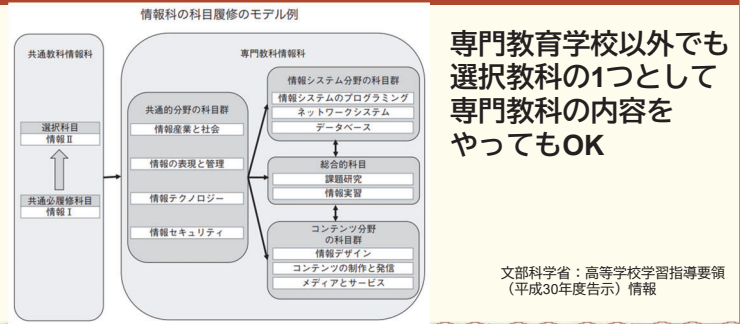 情報科の科目履修のモデル例
共通教科情報科
選択科目
情報Ⅱ
共通必履修科目
情報Ⅰ
専門教科情報科
共通的分野の科目群
情報産業と社会
情報の表現と管理
情報テクノロジー
情報セキュリティ
情報システム分野の科目群
情報システムのプログラミング
ネットワークシステム
データベース
総合的科目
課題研究
情報実習
コンテンツ分野
の科目群
情報デザイン
コンテンツの制作と発信
メディアとサービス
専門教育学校以外でも
選択教科の1つとして
専門教科の内容を
やってもOK
文部科学省：高等学校学習指導要領
（平成30年度告示）情報